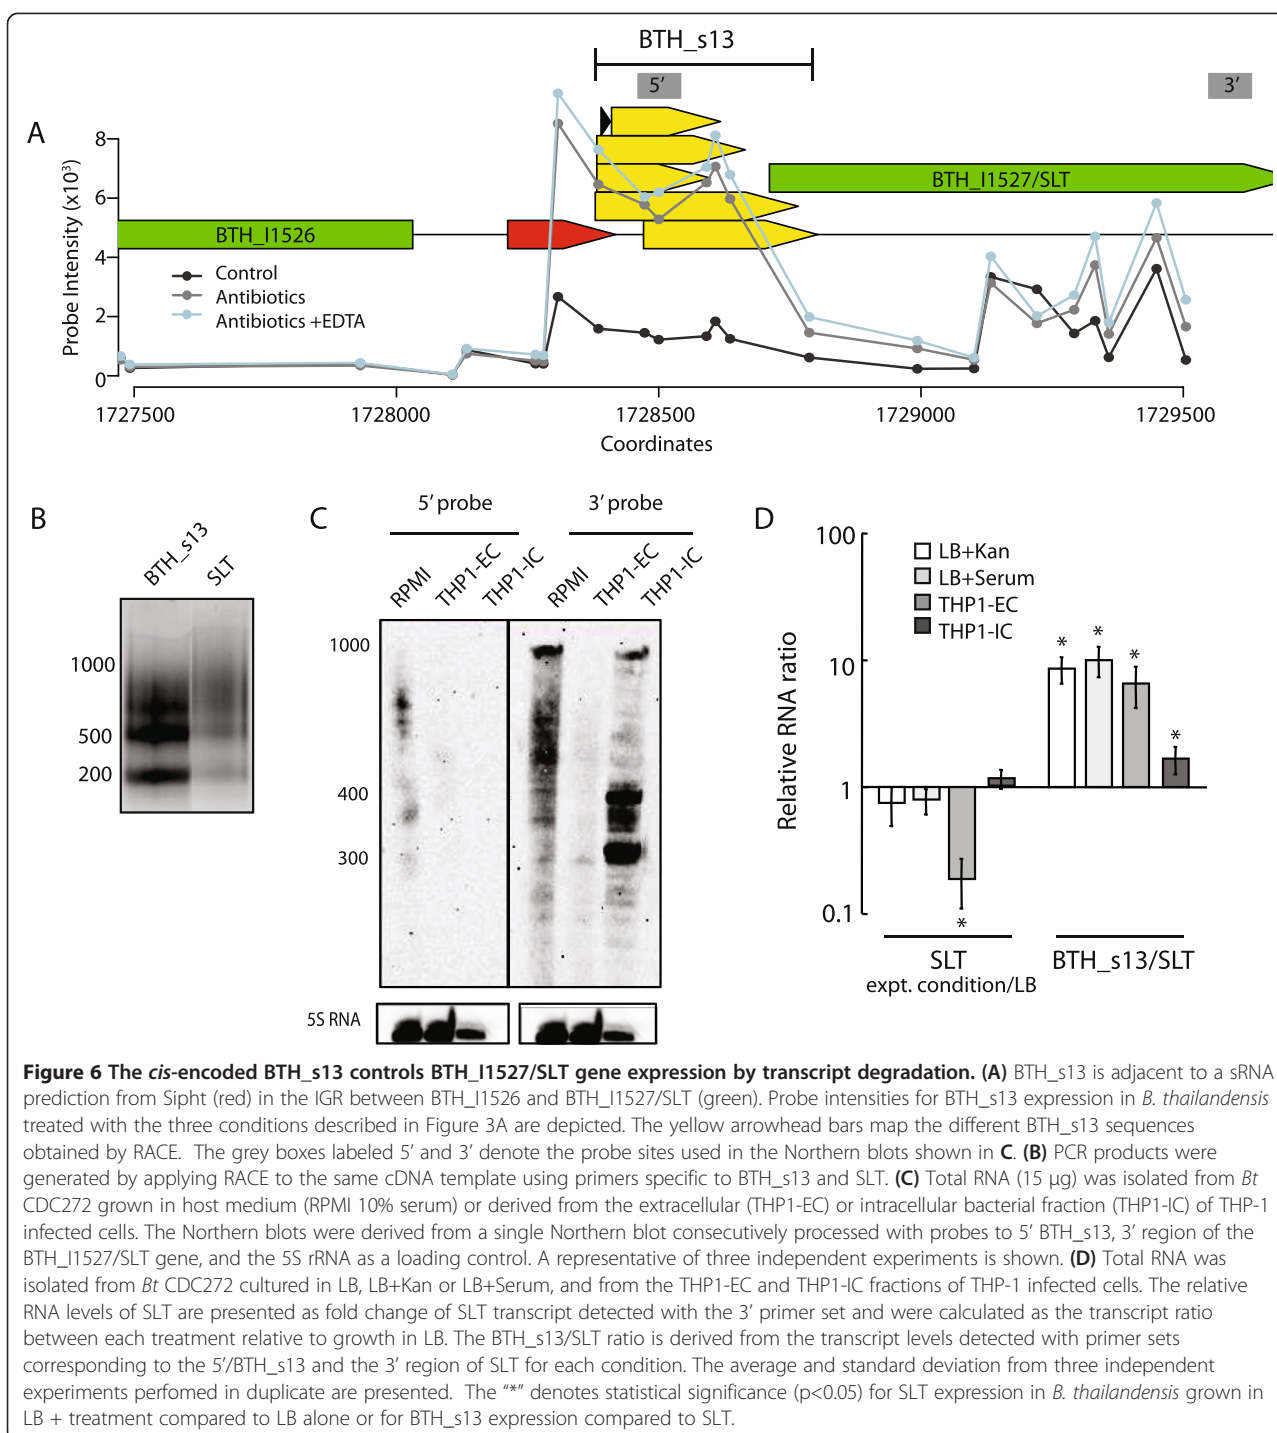 BTH_s13
5’
3’
A
Probe Intensity (x10³)
8
6
4
2
0
BTH_I1527/SLT
BTH_I1526
Control
Antibiotics
Antibiotics +EDTA
1727500 1728000 1728500 1729000 1729500
Coordinates
B
BTH_s13 SLT
1000
500
200
C
5’ probe 3’ probe
RPMI THP1-EC THP1-IC RPMI THP1-EC THP1-IC
1000
400
300
5S RNA
D
Relative RNA ratio
100
10
1
0.1
LB+Kan
LB+Serum
THP1-EC
THP1-IC
* * * *
*
SLT
expt. condition/LB
BTH_s13/SLT
Figure 6 The cis-encoded BTH_s13 controls BTH_I1527/SLT gene expression by transcript degradation. (A) BTH_s13 is adjacent to a sRNA
prediction from Sipht (red) in the IGR between BTH_I1526 and BTH_I1527/SLT (green). Probe intensities for BTH_s13 expression in B. thailandensis
treated with the three conditions described in Figure 3A are depicted. The yellow arrowhead bars map the different BTH_s13 sequences
obtained by RACE. The grey boxes labeled 5’ and 3’ denote the probe sites used in the Northern blots shown in C. (B) PCR products were
generated by applying RACE to the same cDNA template using primers specific to BTH_s13 and SLT. (C) Total RNA (15 µg) was isolated from Bt
CDC272 grown in host medium (RPMI 10% serum) or derived from the extracellular (THP1-EC) or intracellular bacterial fraction (THP1-IC) of THP-1
infected cells. The Northern blots were derived from a single Northern blot consecutively processed with probes to 5’ BTH_s13, 3’ region of the
BTH_I1527/SLT gene, and the 5S rRNA as a loading control. A representative of three independent experiments is shown. (D) Total RNA was
isolated from Bt CDC272 cultured in LB, LB+Kan or LB+Serum, and from the THP1-EC and THP1-IC fractions of THP-1 infected cells. The relative
RNA levels of SLT are presented as fold change of SLT transcript detected with the 3’ primer set and were calculated as the transcript ratio
between each treatment relative to growth in LB. The BTH_s13/SLT ratio is derived from the transcript levels detected with primer sets
corresponding to the 5’/BTH_s13 and the 3’ region of SLT for each condition. The average and standard deviation from three independent
experiments perfomed in duplicate are presented. The “*” denotes statistical significance (p<0.05) for SLT expression in B. thailandensis grown in
LB + treatment compared to LB alone or for BTH_s13 expression compared to SLT.